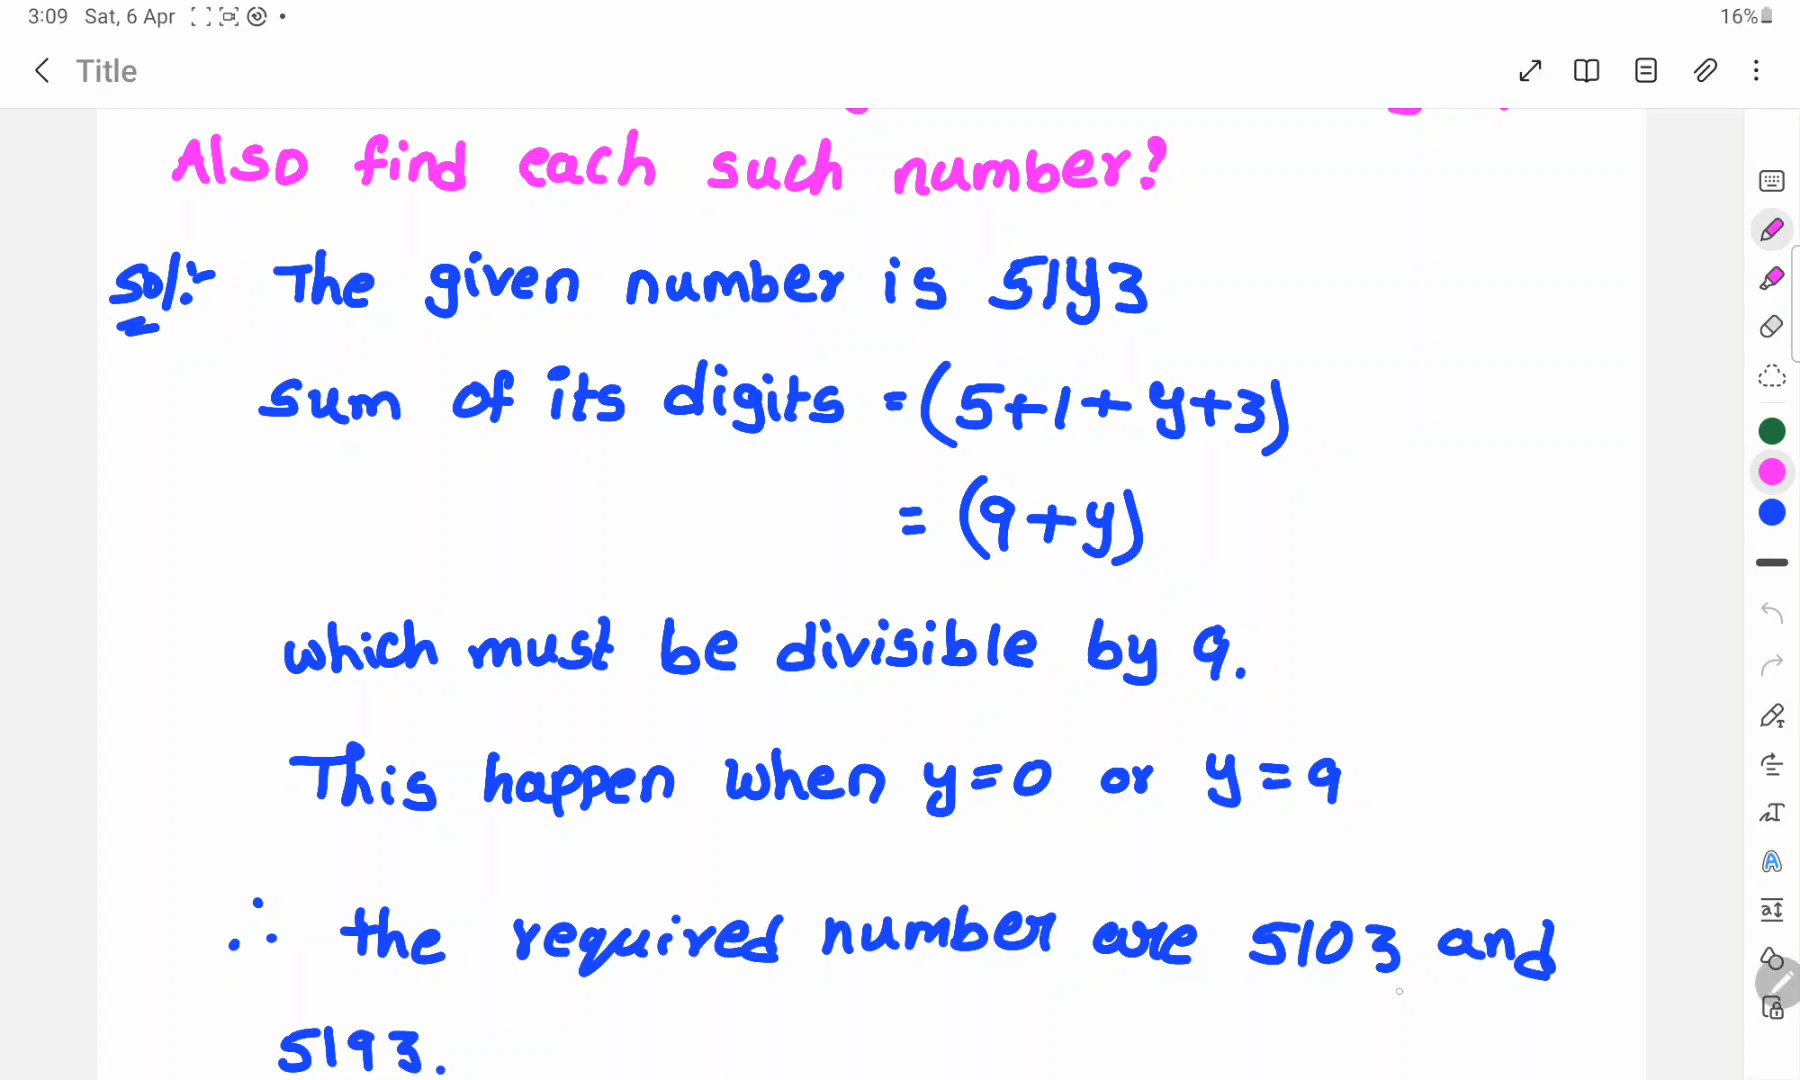 3:09 Sat, 6 Apr
16%
Title
Also find each such number?
Sol:- The given number is 51y3
sum of its digits = (5+1+y+3)
= (9+y)
which must be divisible by 9.
This happen when y=0 or y=9
∴ the required number are 5103 and
5193.